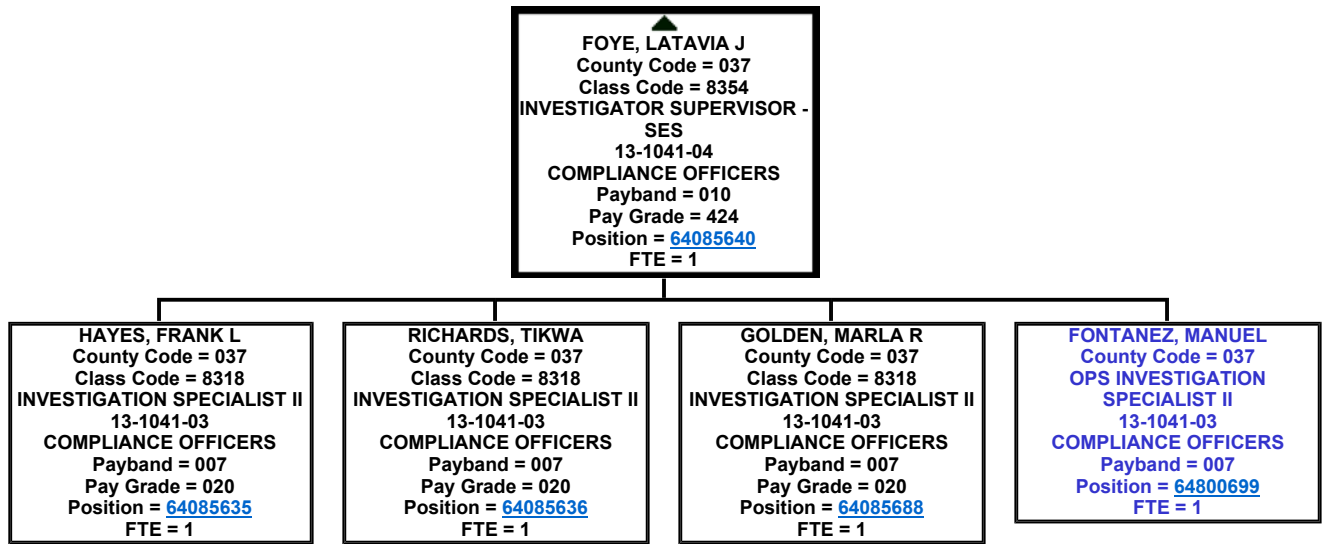 FOYE, LATAVIA J
County Code = 037
Class Code = 8354
INVESTIGATOR SUPERVISOR -
SES
13-1041-04
COMPLIANCE OFFICERS
Payband = 010
Pay Grade = 424
Position = 64085640
FTE = 1
HAYES, FRANK L
County Code = 037
Class Code = 8318
INVESTIGATION SPECIALIST II
13-1041-03
COMPLIANCE OFFICERS
Payband = 007
Pay Grade = 020
Position = 64085635
FTE = 1
RICHARDS, TIKWA
County Code = 037
Class Code = 8318
INVESTIGATION SPECIALIST II
13-1041-03
COMPLIANCE OFFICERS
Payband = 007
Pay Grade = 020
Position = 64085636
FTE = 1
GOLDEN, MARLA R
County Code = 037
Class Code = 8318
INVESTIGATION SPECIALIST II
13-1041-03
COMPLIANCE OFFICERS
Payband = 007
Pay Grade = 020
Position = 64085688
FTE = 1
FONTANEZ, MANUEL
County Code = 037
OPS INVESTIGATION
SPECIALIST II
13-1041-03
COMPLIANCE OFFICERS
Payband = 007
Position = 64800699
FTE = 1